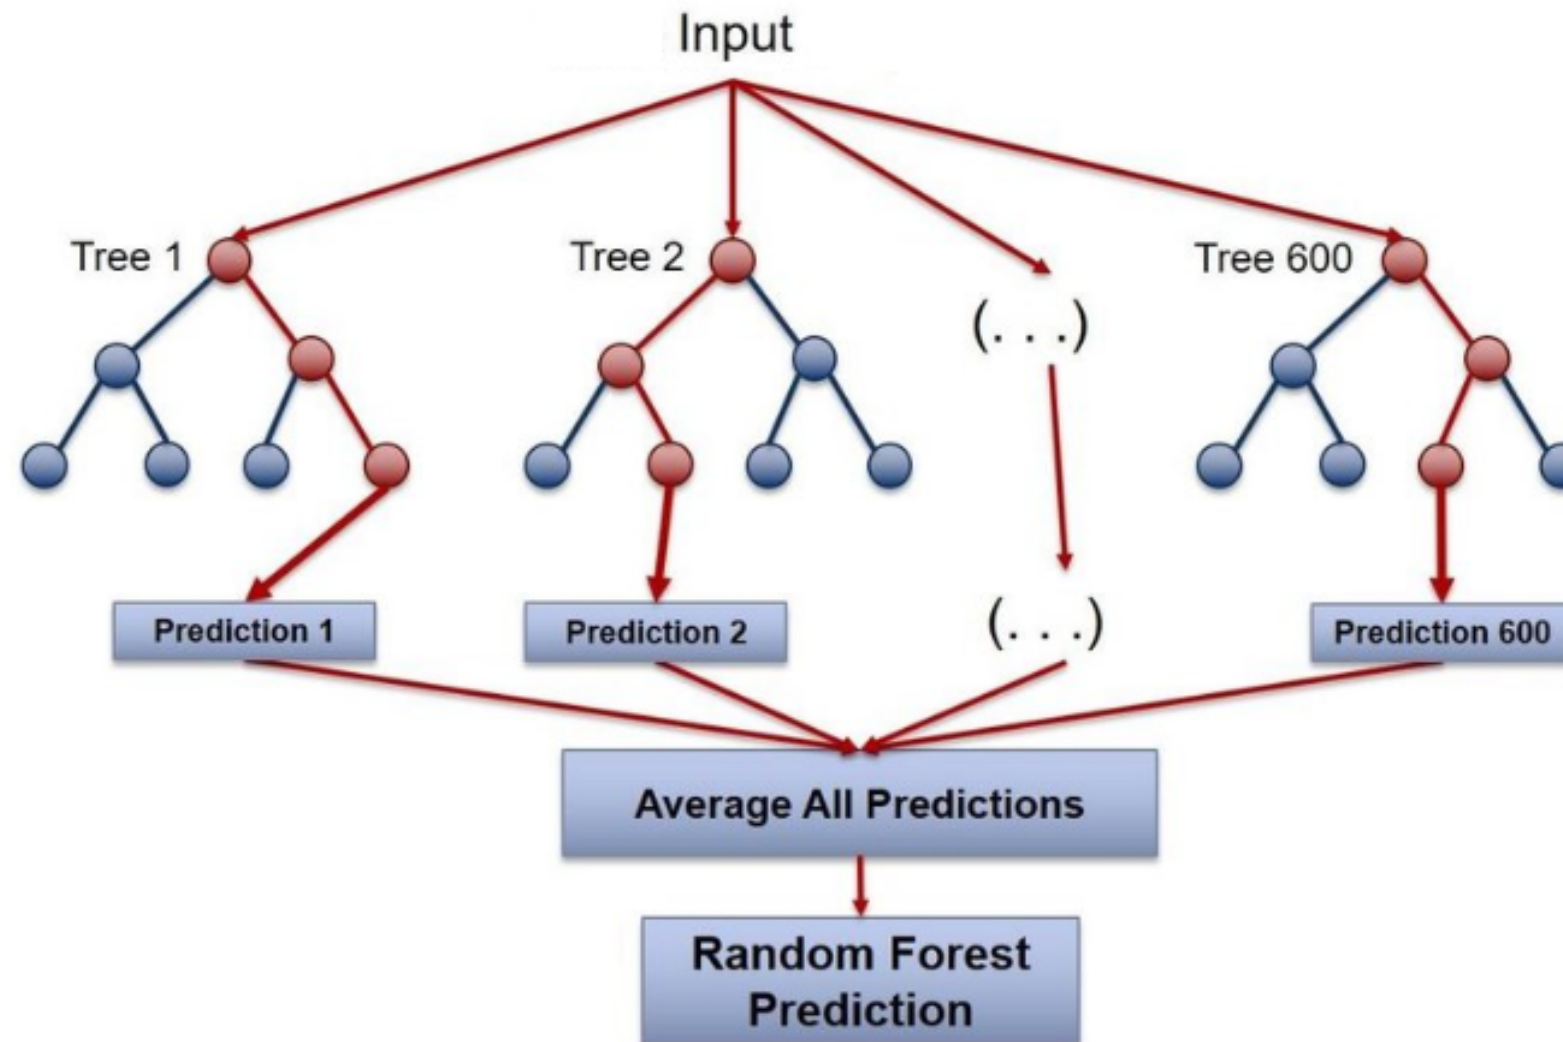 Input
Tree 1
Tree 2
Tree 600
(. . .)
Prediction 1
Prediction 2
(. . .)
Prediction 600
Average All Predictions
Random Forest
Prediction